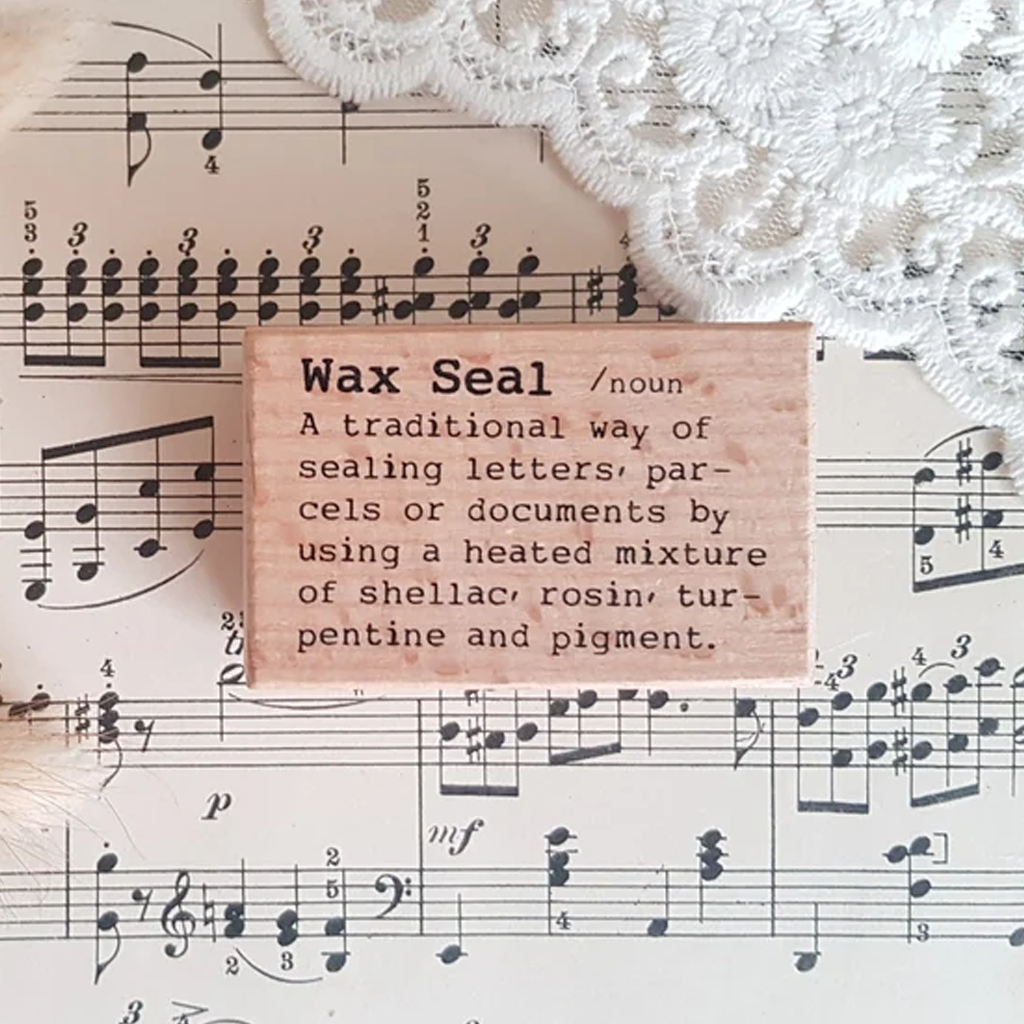 Wax Seal /noun
A traditional way of
sealing letters, par-
cels or documents by
using a heated mixture
of shellac, rosin, tur-
pentine and pigment.
p
mf